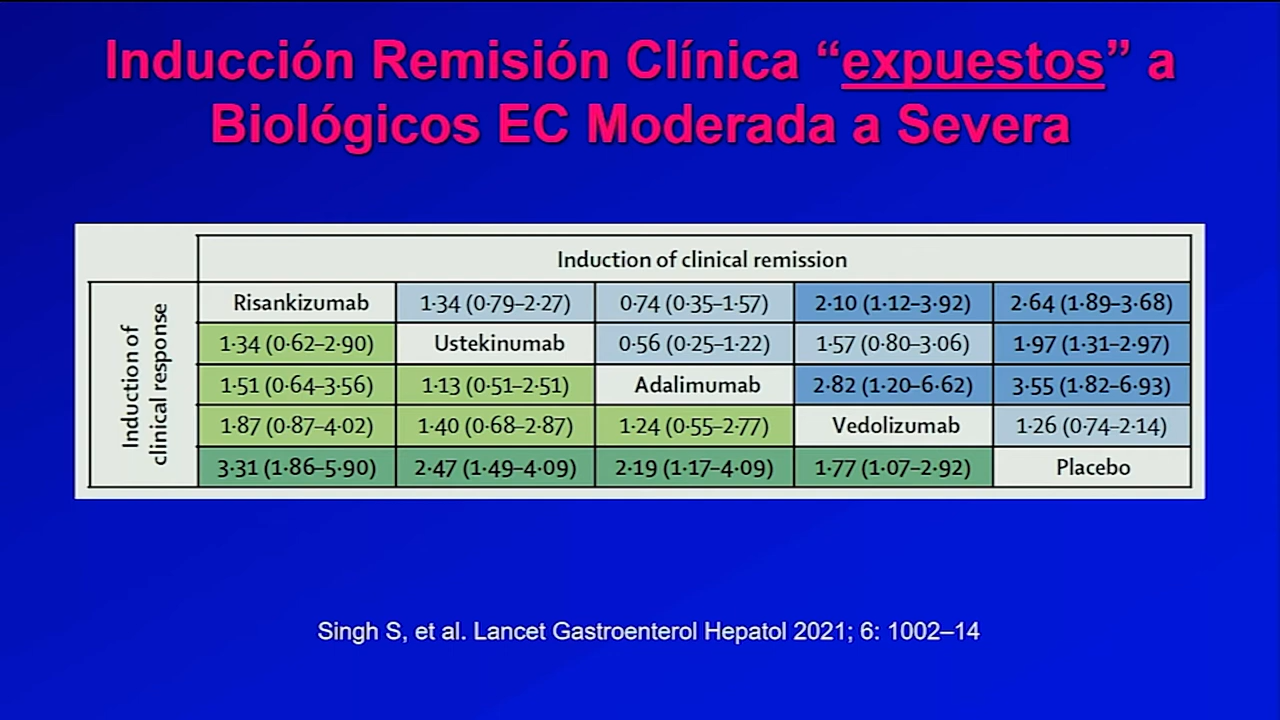 Inducción Remisión Clínica “expuestos” a
Biológicos EC Moderada a Severa
Induction of clinical remission
Induction of
clinical response
Risankizumab 1·34 (0·79–2·27) 0·74 (0·35–1·57) 2·10 (1·12–3·92) 2·64 (1·89–3·68)
1·34 (0·62–2·90) Ustekinumab 0·56 (0·25–1·22) 1·57 (0·80–3·06) 1·97 (1·31–2·97)
1·51 (0·64–3·56) 1·13 (0·51–2·51) Adalimumab 2·82 (1·20–6·62) 3·55 (1·82–6·93)
1·87 (0·87–4·02) 1·40 (0·68–2·87) 1·24 (0·55–2·77) Vedolizumab 1·26 (0·74–2·14)
3·31 (1·86–5·90) 2·47 (1·49–4·09) 2·19 (1·17–4·09) 1·77 (1·07–2·92) Placebo
Singh S, et al. Lancet Gastroenterol Hepatol 2021; 6: 1002–14